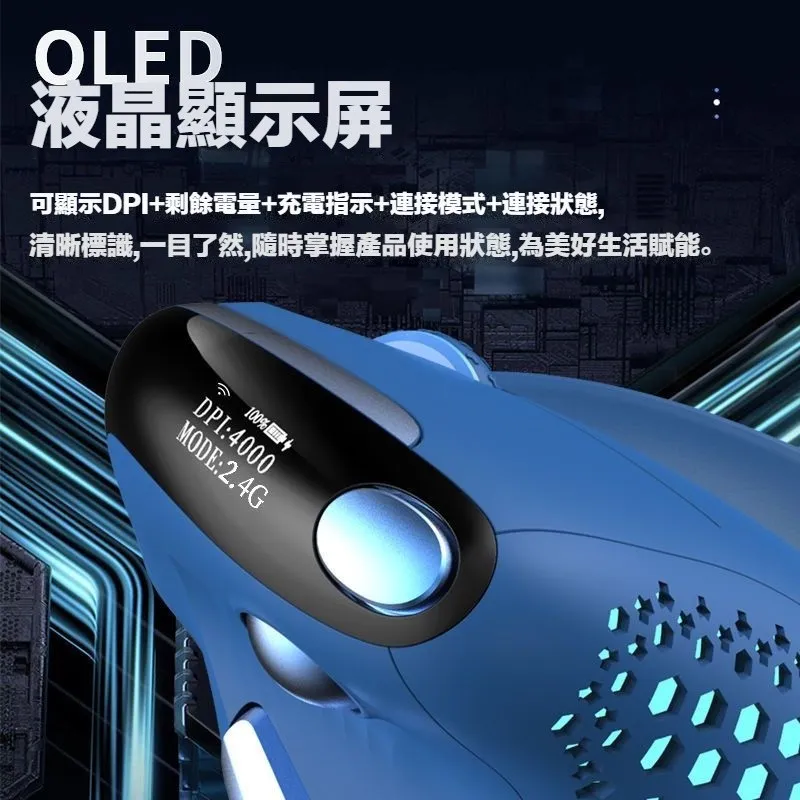 OLED
液晶顯示屏
可顯示DPI+剩餘電量+充電指示+連接模式+連接狀態,
清晰標識,一目了然,隨時掌握產品使用狀態,為美好生活賦能。
100%
DPI:4000
MODE:2.4G